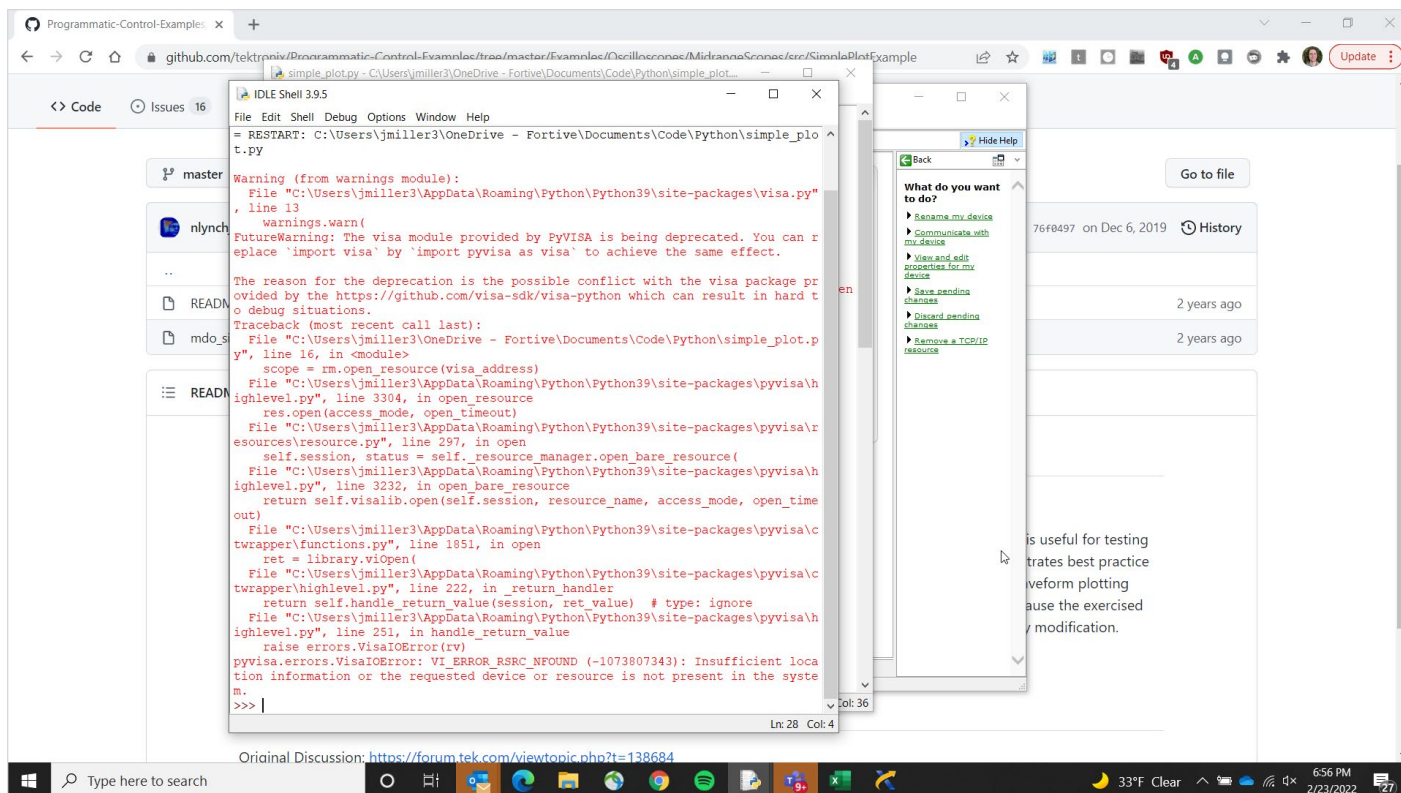 Programmatic-Control-Examples
github.com/tektronix/Programmatic-Control-Examples/tree/master/Examples/Oscilloscopes/MidrangeScopes/src/SimplePlotExample
4
A
Update
simple_plot.py - C:\Users\jmiller3\OneDrive - Fortive\Documents\Code\Python\simple_plot....
<> Code
Issues 16
IDLE Shell 3.9.5
File Edit Shell Debug Options Window Help
= RESTART: C:\Users\jmiller3\OneDrive - Fortive\Documents\Code\Python\simple_plo
t.py
Warning (from warnings module):
File "C:\Users\jmiller3\AppData\Roaming\Python\Python39\site-packages\visa.py"
, line 13
warnings.warn(
FutureWarning: The visa module provided by PyVISA is being deprecated. You can r
eplace `import visa` by `import pyvisa as visa` to achieve the same effect.
The reason for the deprecation is the possible conflict with the visa package pr
ovided by the https://github.com/visa-sdk/visa-python which can result in hard t
o debug situations.
Traceback (most recent call last):
File "C:\Users\jmiller3\OneDrive - Fortive\Documents\Code\Python\simple_plot.p
y", line 16, in <module>
scope = rm.open_resource(visa_address)
File "C:\Users\jmiller3\AppData\Roaming\Python\Python39\site-packages\pyvisa\h
ighlevel.py", line 3304, in open_resource
res.open(access_mode, open_timeout)
File "C:\Users\jmiller3\AppData\Roaming\Python\Python39\site-packages\pyvisa\r
esources\resource.py", line 297, in open
self.session, status = self._resource_manager.open_bare_resource(
File "C:\Users\jmiller3\AppData\Roaming\Python\Python39\site-packages\pyvisa\h
ighlevel.py", line 3232, in open_bare_resource
return self.visalib.open(self.session, resource_name, access_mode, open_time
out)
File "C:\Users\jmiller3\AppData\Roaming\Python\Python39\site-packages\pyvisa\c
twrapper\functions.py", line 1851, in open
ret = library.viOpen(
File "C:\Users\jmiller3\AppData\Roaming\Python\Python39\site-packages\pyvisa\c
twrapper\highlevel.py", line 222, in _return_handler
return self.handle_return_value(session, ret_value)  # type: ignore
File "C:\Users\jmiller3\AppData\Roaming\Python\Python39\site-packages\pyvisa\h
ighlevel.py", line 251, in handle_return_value
raise errors.VisaIOError(rv)
pyvisa.errors.VisaIOError: VI_ERROR_RSRC_NFOUND (-1073807343): Insufficient loca
tion information or the requested device or resource is not present in the syste
m.
>>>
Ln: 28 Col: 4
Col: 36
en
Hide Help
Back
What do you want
to do?
Rename my device
Communicate with
my device
View and edit
properties for my
device
Save pending
changes
Discard pending
changes
Remove a TCP/IP
resource
master
Go to file
nlynch
76f0497 on Dec 6, 2019 History
..
READM
2 years ago
mdo_si
2 years ago
READM
is useful for testing
trates best practice
veform plotting
ause the exercised
y modification.
Original Discussion: https://forum.tek.com/viewtopic.php?t=138684
Type here to search
9+
33°F Clear
6:56 PM
2/23/2022
27